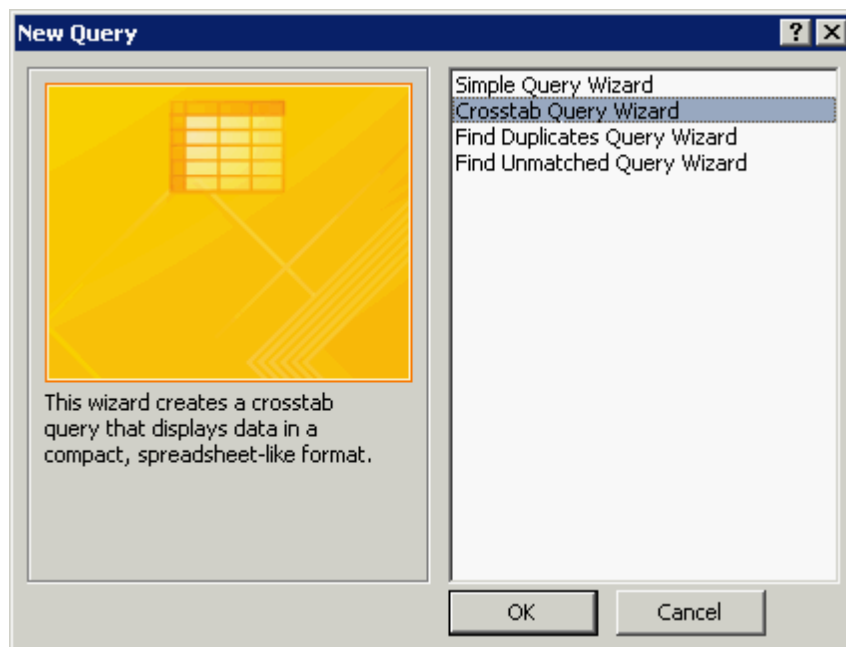 New Query
This wizard creates a crosstab
query that displays data in a
compact, spreadsheet-like format.
Simple Query Wizard
Crosstab Query Wizard
Find Duplicates Query Wizard
Find Unmatched Query Wizard
OK
Cancel